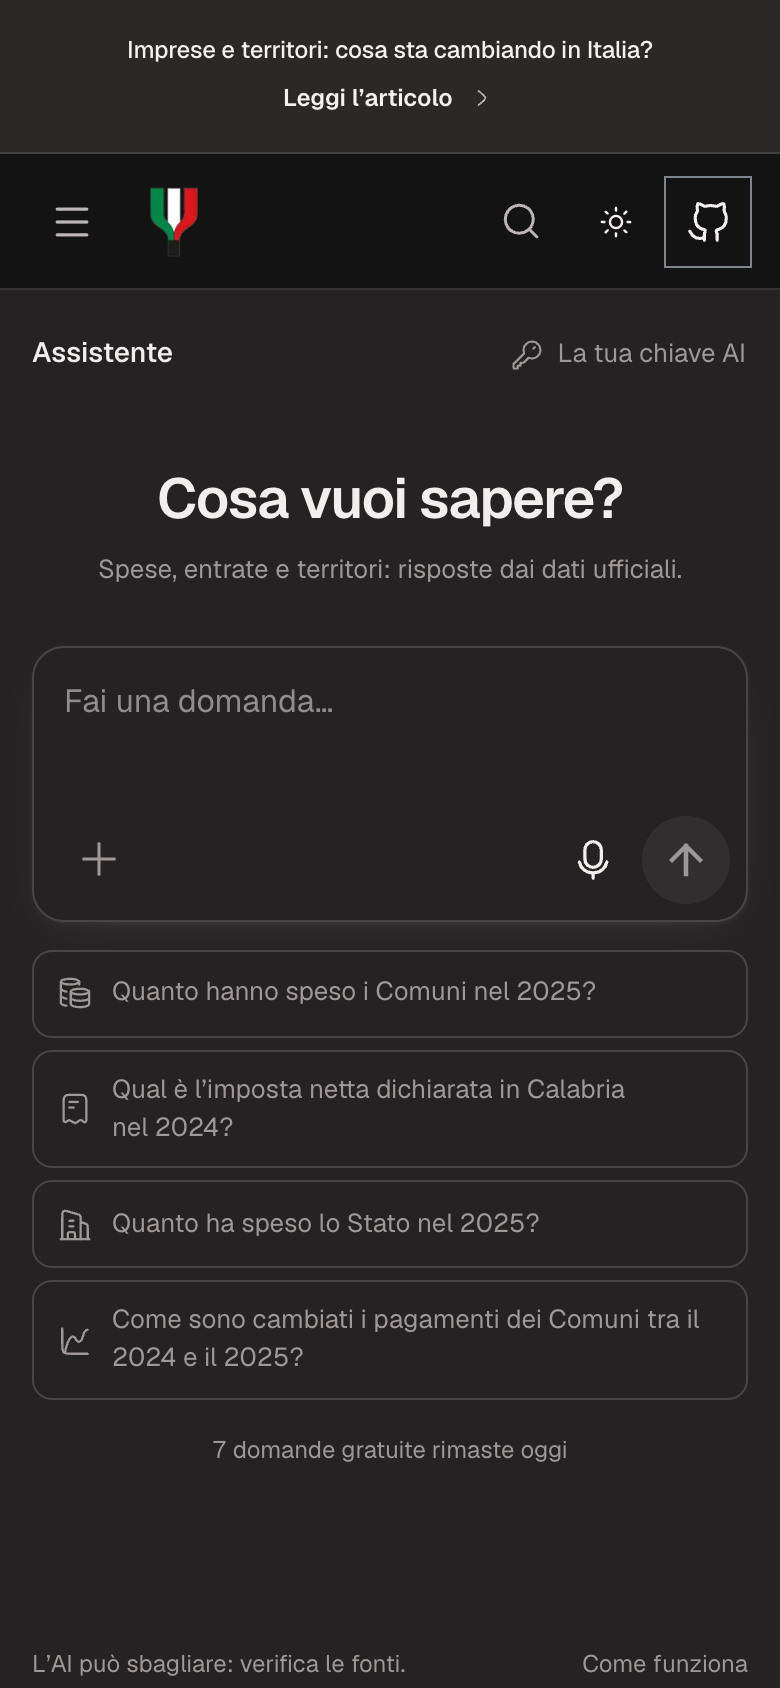 Imprese e territori: cosa sta cambiando in Italia?
Leggi l’articolo
Assistente
La tua chiave AI
Cosa vuoi sapere?
Spese, entrate e territori: risposte dai dati ufficiali.
Fai una domanda...
Quanto hanno speso i Comuni nel 2025?
Qual è l’imposta netta dichiarata in Calabria
nel 2024?
Quanto ha speso lo Stato nel 2025?
Come sono cambiati i pagamenti dei Comuni tra il
2024 e il 2025?
7 domande gratuite rimaste oggi
L’AI può sbagliare: verifica le fonti.
Come funziona